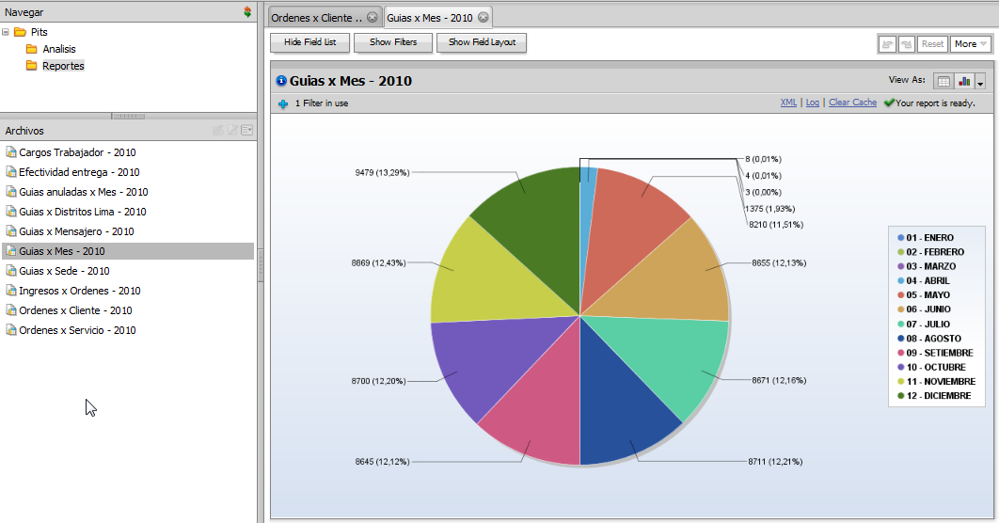 Navegar
Pits
Analisis
Reportes
Archivos
Cargos Trabajador - 2010
Efectividad entrega - 2010
Guias anuladas x Mes - 2010
Guias x Distritos Lima - 2010
Guias x Mensajero - 2010
Guias x Mes - 2010
Guias x Sede - 2010
Ingresos x Ordenes - 2010
Ordenes x Cliente - 2010
Ordenes x Servicio - 2010
Ordenes x Cliente ..
Guias x Mes - 2010
Hide Field List
Show Filters
Show Field Layout
Reset
More
Guias x Mes - 2010
View As:
1 Filter in use
XML | Log | Clear Cache
Your report is ready.
8 (0,01%)
4 (0,01%)
3 (0,00%)
1375 (1,93%)
8210 (11,51%)
8655 (12,13%)
8671 (12,16%)
8711 (12,21%)
8645 (12,12%)
8700 (12,20%)
8869 (12,43%)
9479 (13,29%)
01 - ENERO
02 - FEBRERO
03 - MARZO
04 - ABRIL
05 - MAYO
06 - JUNIO
07 - JULIO
08 - AGOSTO
09 - SETIEMBRE
10 - OCTUBRE
11 - NOVIEMBRE
12 - DICIEMBRE